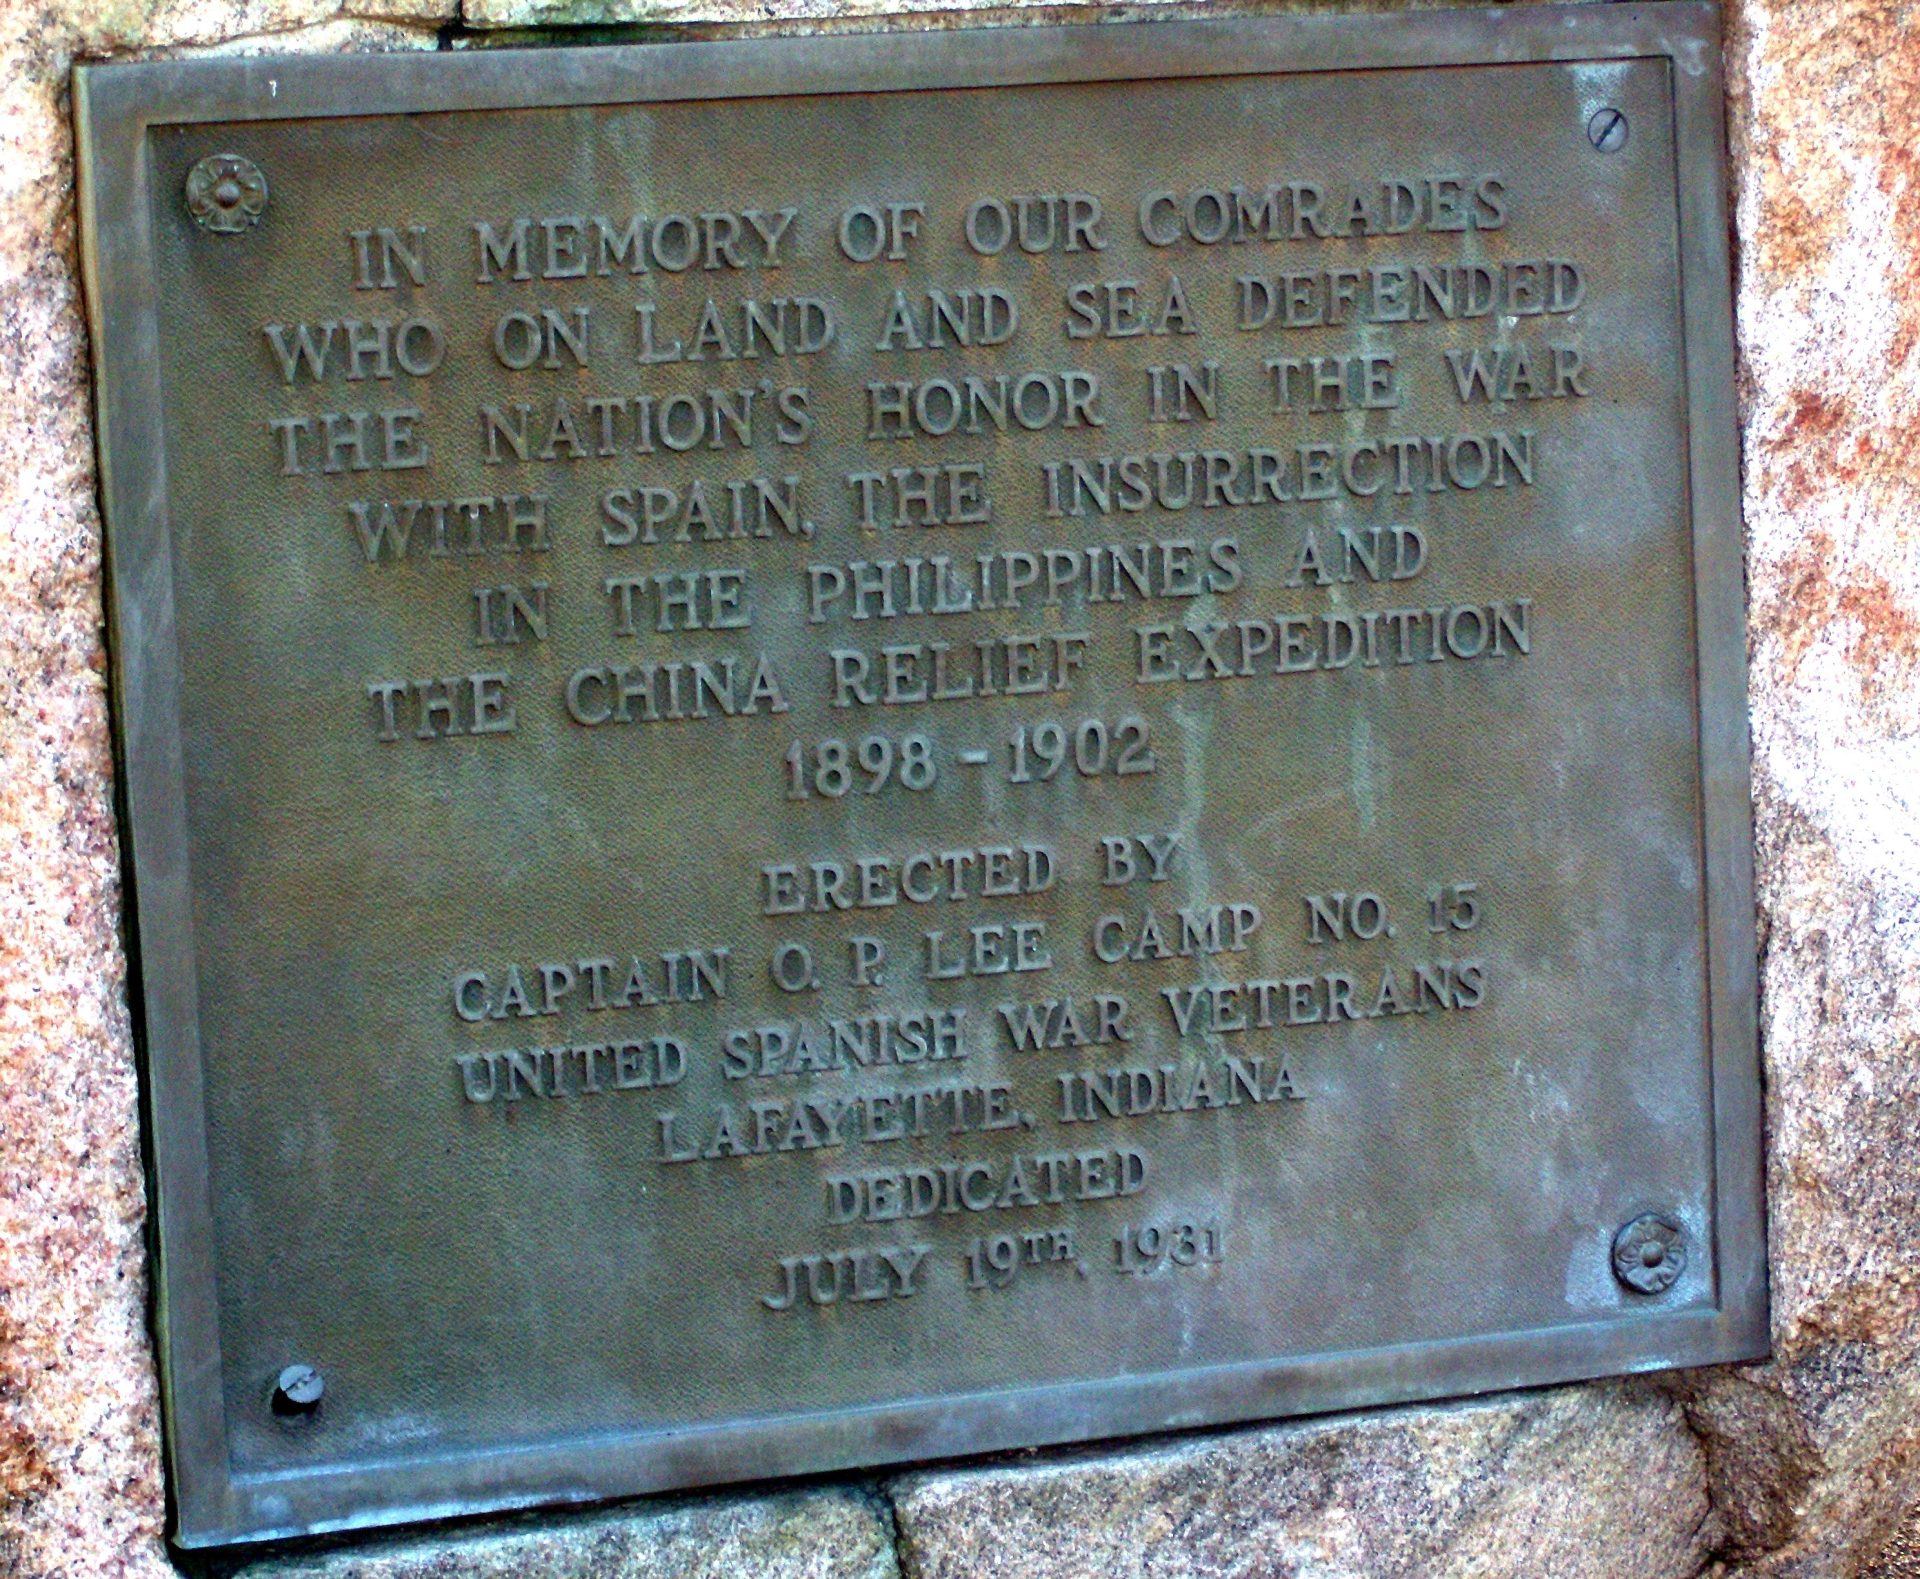 IN MEMORY OF OUR COMRADES
WHO ON LAND AND SEA DEFENDED
THE NATION'S HONOR IN THE WAR
WITH SPAIN, THE INSURRECTION
IN THE PHILIPPINES AND
THE CHINA RELIEF EXPEDITION
1898 - 1902
ERECTED BY
CAPTAIN O. P. LEE CAMP NO. 15
UNITED SPANISH WAR VETERANS
LAFAYETTE, INDIANA
DEDICATED
JULY 19TH, 1931